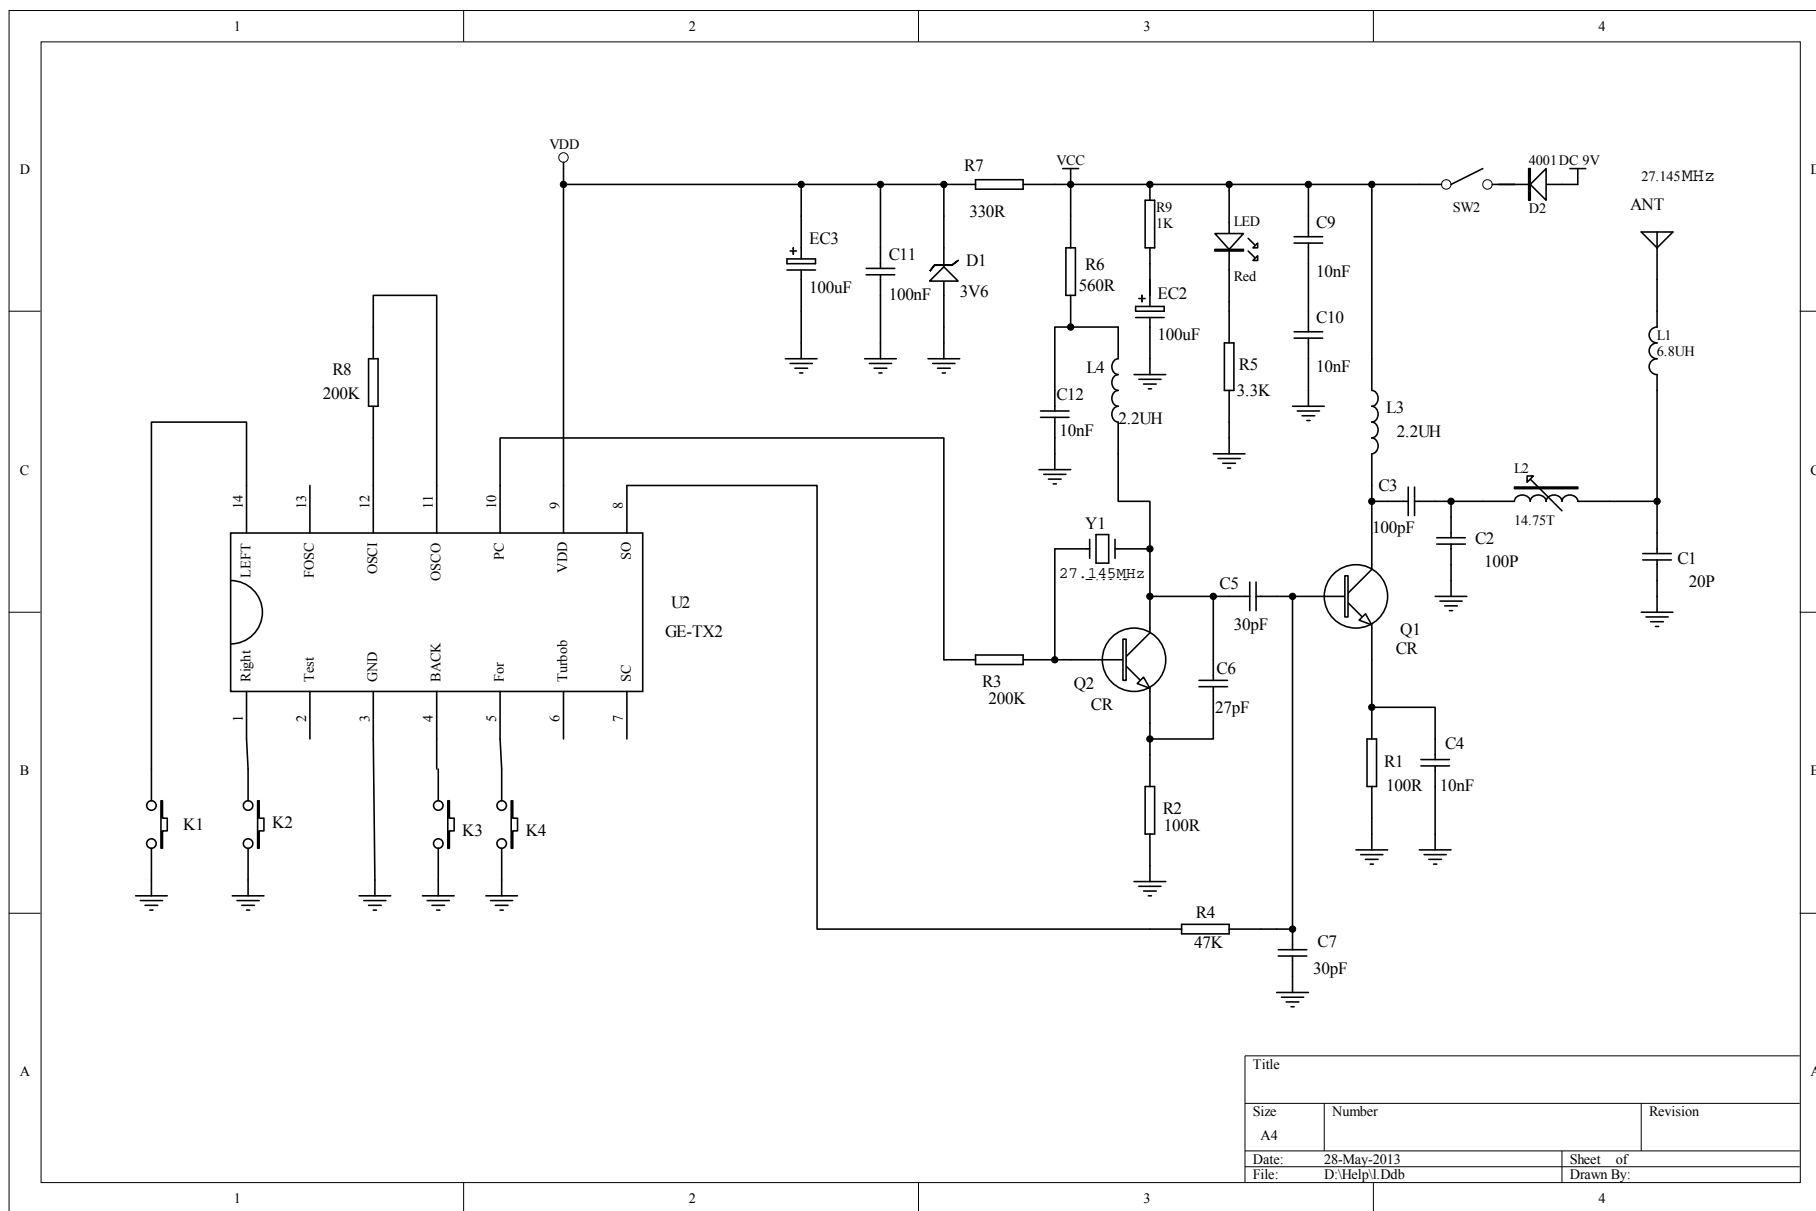 1 2 3 4
D
VDD
R7
330R
VCC
4001 DC 9V
SW2
D2
27.145MHz
ANT
D
EC3
100uF
C11
100nF
D1
3V6
R6
560R
R9
1K
EC2
100uF
LED
Red
C9
10nF
C10
10nF
R5
3.3K
L1
6.8UH
R8
200K
L4
2.2UH
C12
10nF
L3
2.2UH
C
C
L2
14.75T
C3
100pF
C2
100P
C1
20P
14 13 12 11 10 9 8
LEFT FOSC OSCI OSCO PC VDD SO
U2
GE-TX2
Right Test GND BACK For Turbob SC
1 2 3 4 5 6 7
Y1
27.145MHz
C5
30pF
Q1
CR
R3
200K
Q2
CR
C6
27pF
B
B
R1
100R
C4
10nF
R2
100R
K1
K2
K3
K4
R4
47K
C7
30pF
A
A
Title
Size
A4
Number
Revision
Date: 28-May-2013
Sheet of
File: D:\Help\1.Ddb
Drawn By:
1 2 3 4